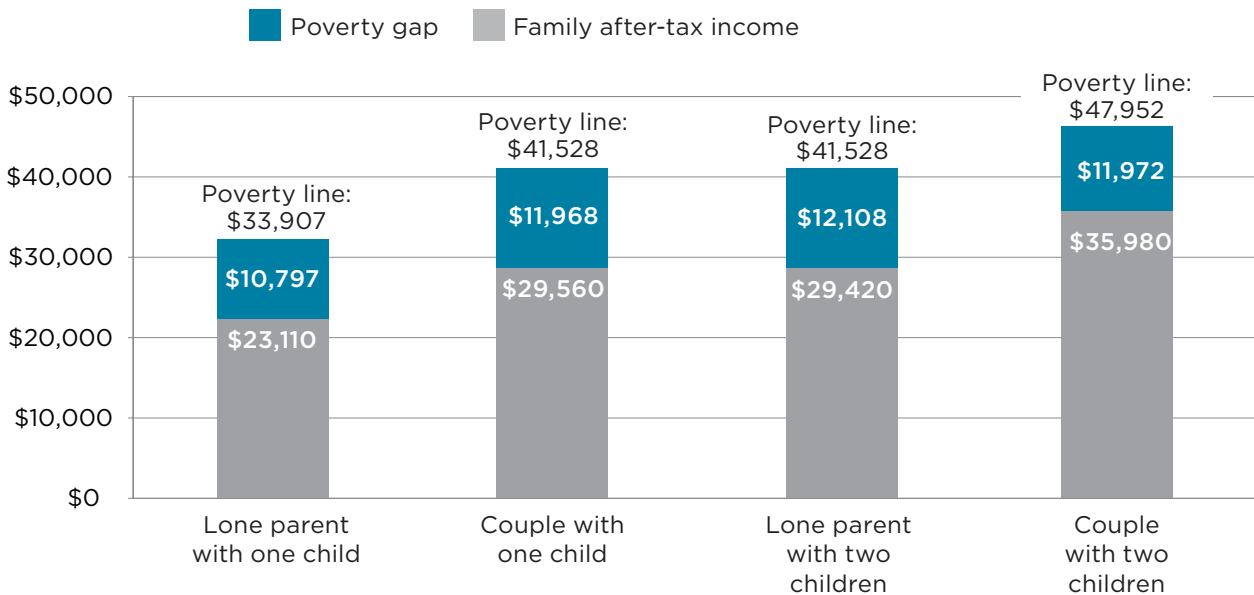 Poverty gap
Family after-tax income
$50,000
$40,000
$30,000
$20,000
$10,000
$0
Poverty line:
$33,907
$10,797
$23,110
Poverty line:
$41,528
$11,968
$29,560
Poverty line:
$41,528
$12,108
$29,420
Poverty line:
$47,952
$11,972
$35,980
Lone parent
with one child
Couple with
one child
Lone parent
with two
children
Couple
with two
children